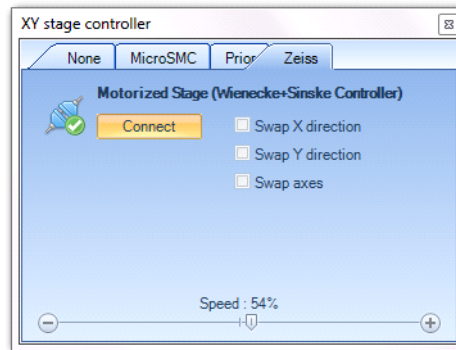 XY stage controller
None MicroSMC Prior Zeiss
Motorized Stage (Wienecke+Sinske Controller)
Connect
Swap X direction
Swap Y direction
Swap axes
Speed : 54%